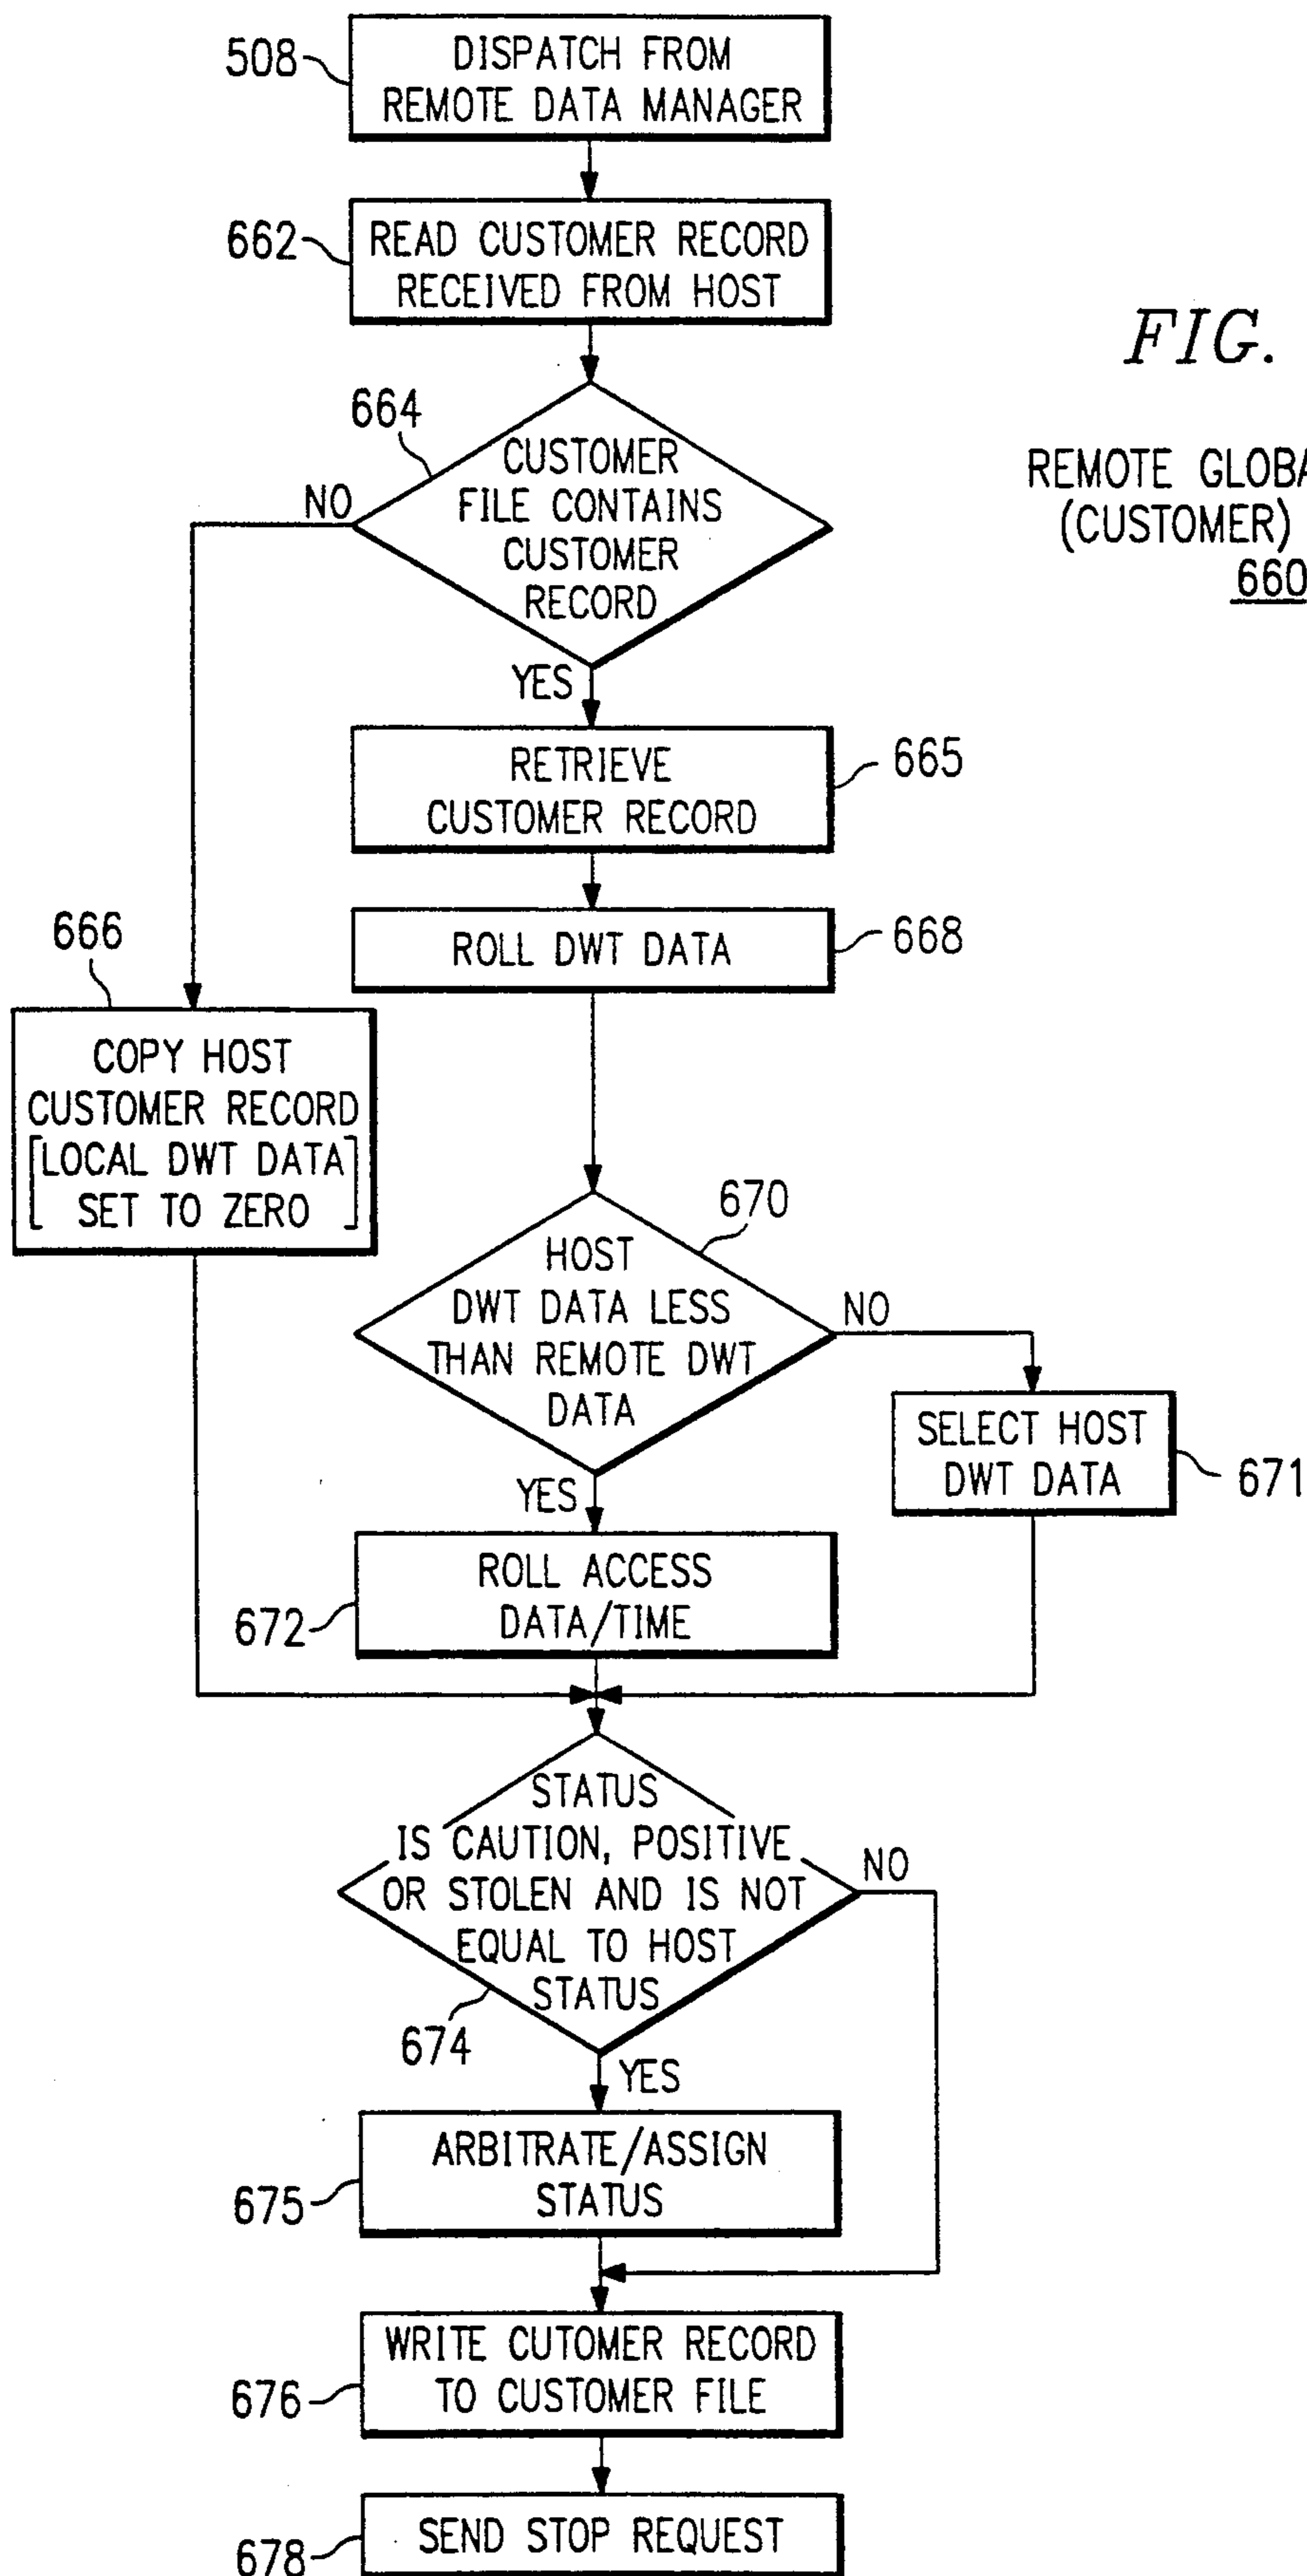 508
DISPATCH FROM
REMOTE DATA MANAGER
662
READ CUSTOMER RECORD
RECEIVED FROM HOST
FIG.
REMOTE GLOBA
(CUSTOMER)
660
664
CUSTOMER
FILE CONTAINS
CUSTOMER
RECORD
NO
YES
RETRIEVE
CUSTOMER RECORD
665
ROLL DWT DATA
668
666
COPY HOST
CUSTOMER RECORD
[LOCAL DWT DATA]
[SET TO ZERO]
670
HOST
DWT DATA LESS
THAN REMOTE DWT
DATA
NO
YES
SELECT HOST
DWT DATA
671
ROLL ACCESS
DATA/TIME
672
STATUS
IS CAUTION, POSITIVE
OR STOLEN AND IS NOT
EQUAL TO HOST
STATUS
NO
674
YES
ARBITRATE/ASSIGN
STATUS
675
WRITE CUTOMER RECORD
TO CUSTOMER FILE
676
SEND STOP REQUEST
678